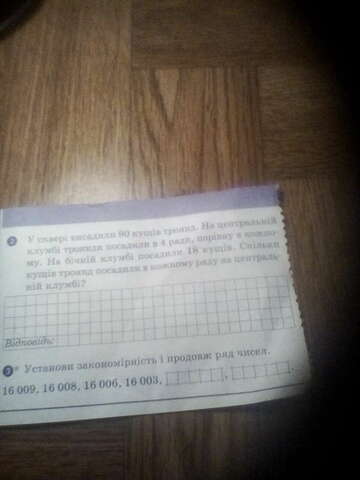 2 У сквері висадили 90 кущів троянд. На центральній
клумбі троянди посадили в 4 ряди, порівну в кожно-
му. На бічній клумбі посадили 18 кущів. Скільки
кущів троянд посадили в кожному ряду на централь-
ній клумбі?
Відповідь:
3* Установи закономірність і продовж ряд чисел.
16 009, 16 008, 16 006, 16 003,